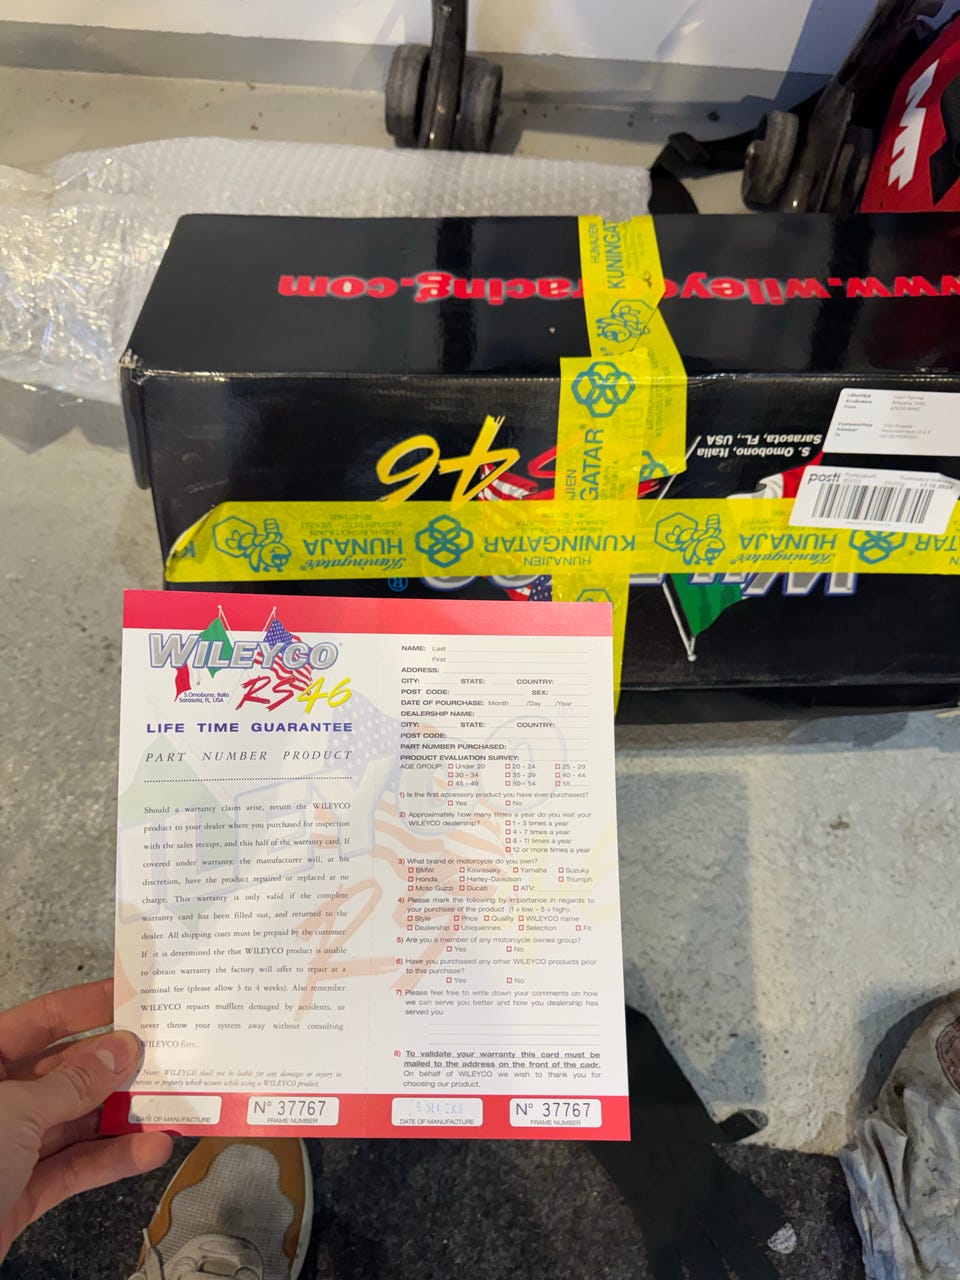 www.wileycoracing.com
HUNAJIEN
KUNINGATAR
46
S. Omobono, Italia
Sarasota, FL., USA
posti
HUNAJA
HUNAJIEN
KUNINGATAR
Kuningatar
HUNAJA
WILEYCO
RS46
S.Omobono, Italia
Sarasota, FL, USA
LIFE TIME GUARANTEE
PART NUMBER PRODUCT
Should a warranty claim arise, return the WILEYCO
product to your dealer where you purchased for inspection
with the sales receipt, and this half of the warranty card. If
covered under warranty, the manufacturer will, at his
discretion, have the product repaired or replaced at no
charge. This warranty is only valid if the complete
warranty card has been filled out, and returned to the
dealer. All shipping costs must be prepaid by the customer.
If it is determined the that WILEYCO product is unable
to obtain warranty the factory will offer to repair at a
nominal fee (please allow 3 to 4 weeks). Also remember
WILEYCO repairs mufflers damaged by accidents, so
never throw your system away without consulting
WILEYCO first.
* Note: WILEYCO shall not be liable for any damages or injury to
persons or property which occurs while using a WILEYCO product.
DATE OF MANUFACTURE
N° 37767
FRAME NUMBER
NAME: Last
First
ADDRESS:
CITY: STATE: COUNTRY:
POST CODE: SEX:
DATE OF POURCHASE: Month /Day /Year
DEALERSHIP NAME:
CITY: STATE: COUNTRY:
POST CODE:
PART NUMBER PURCHASED:
PRODUCT EVALUATION SURVEY:
AGE GROUP: Under 20 20 - 24 25 - 29
30 - 34 35 - 39 40 - 44
45 - 49 50 - 54 55
1) Is the first accessory product you have ever purchased?
Yes No
2) Approximately how many times a year do you visit your
WILEYCO dealership? 1 - 3 times a year
4 - 7 times a year
8 - 11 times a year
12 or more times a year
3) What brand or motorcycle do you own?
BMW Kawassky Yamaha Suzuky
Honda Harley-Davidson Triumph
Moto Guzzi Ducati ATV:
4) Please mark the following by importance in regards to
your purchase of the product (1 = low - 5 = high).
Style Price Quality WILEYCO name
Dealership Uniquennes Selection Fit
5) Are you a member of any motorcycle ownes group?
Yes No
6) Have you purchased any other WILEYCO products prior
to this purchase?
Yes No
7) Please feel free to write down your comments on how
we can serve you better and how you dealership has
served you
8) To validate your warranty this card must be
mailed to the address on the front of the cadr.
On behalf of WILEYCO we wish to thank you for
choosing our product.
DATE OF MANUFACTURE
N° 37767
FRAME NUMBER